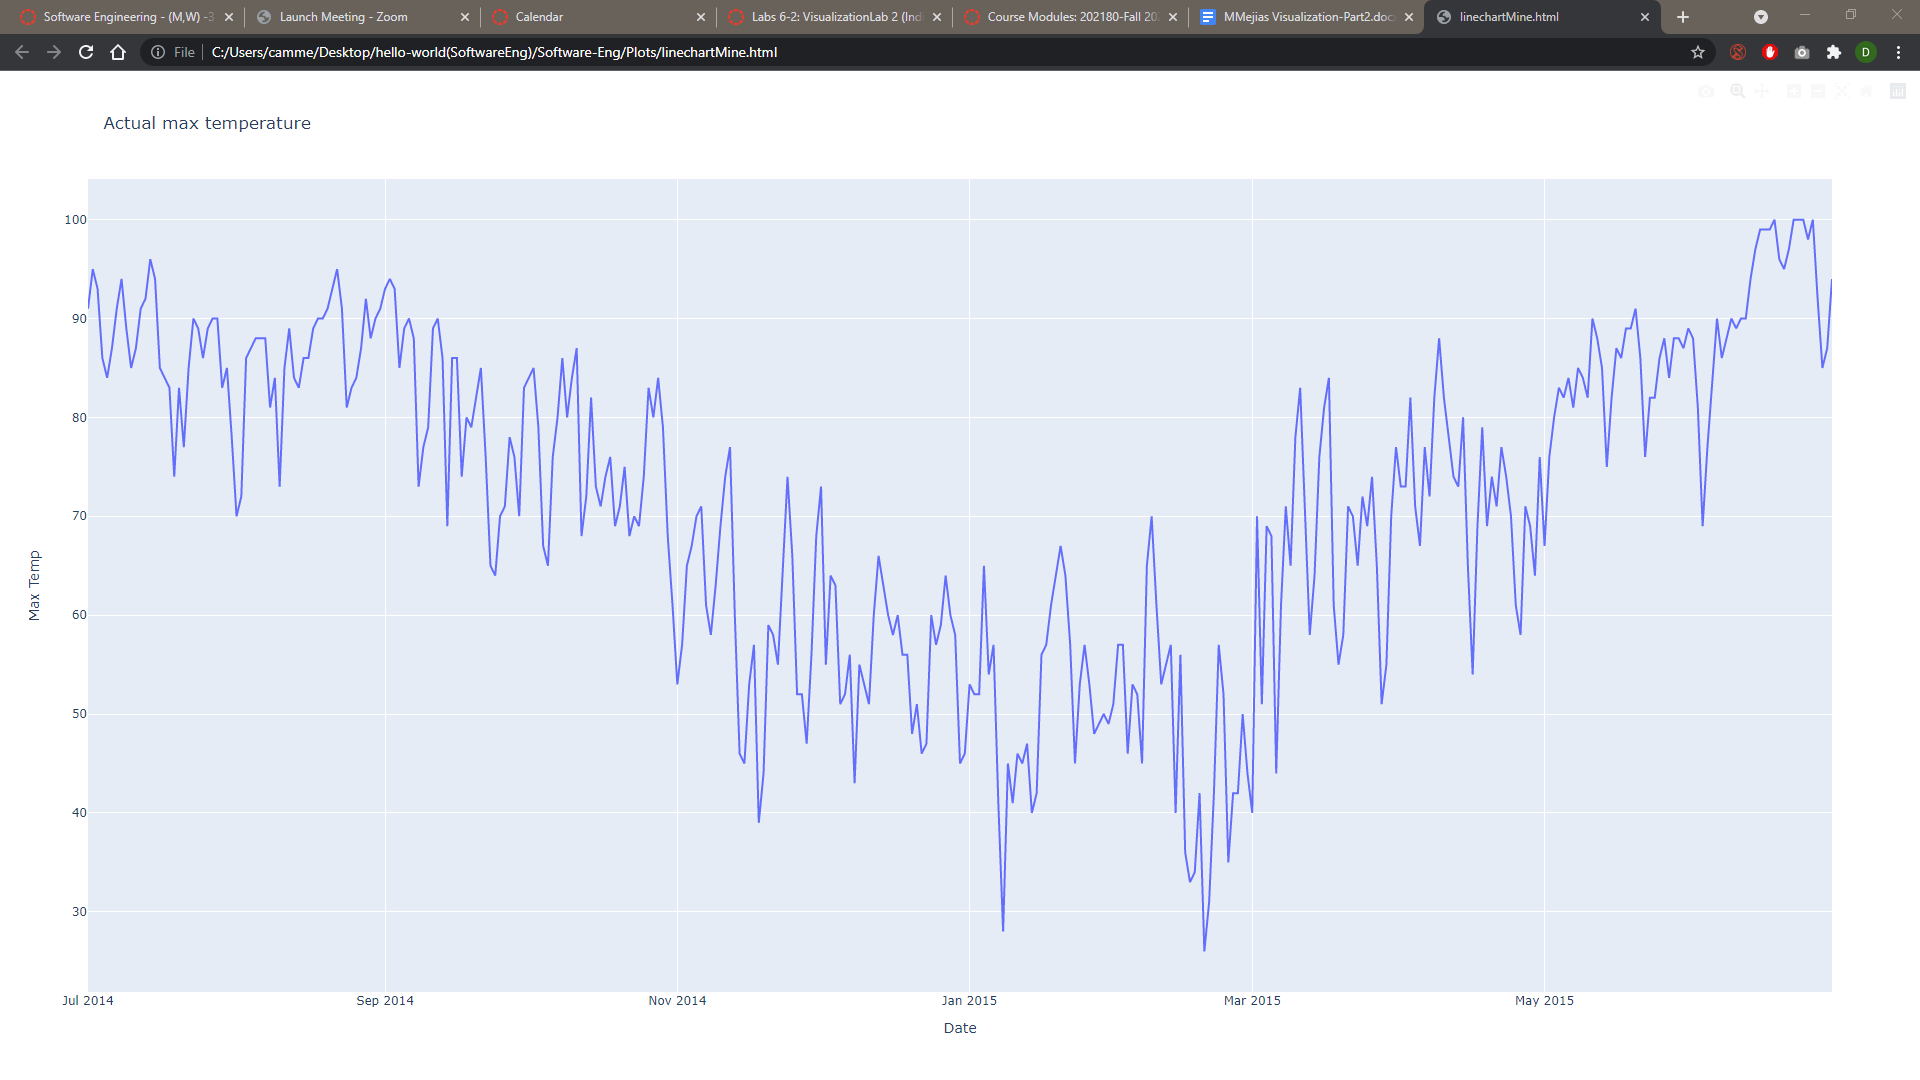 Software Engineering - (M,W) -3
Launch Meeting - Zoom
Calendar
Labs 6-2: VisualizationLab 2 (Ind
Course Modules: 202180-Fall 20
MMejias Visualization-Part2.doc
linechartMine.html
File
C:/Users/camme/Desktop/hello-world(SoftwareEng)/Software-Eng/Plots/linechartMine.html
D
Actual max temperature
100
90
80
70
60
50
40
30
Max Temp
Jul 2014
Sep 2014
Nov 2014
Jan 2015
Mar 2015
May 2015
Date